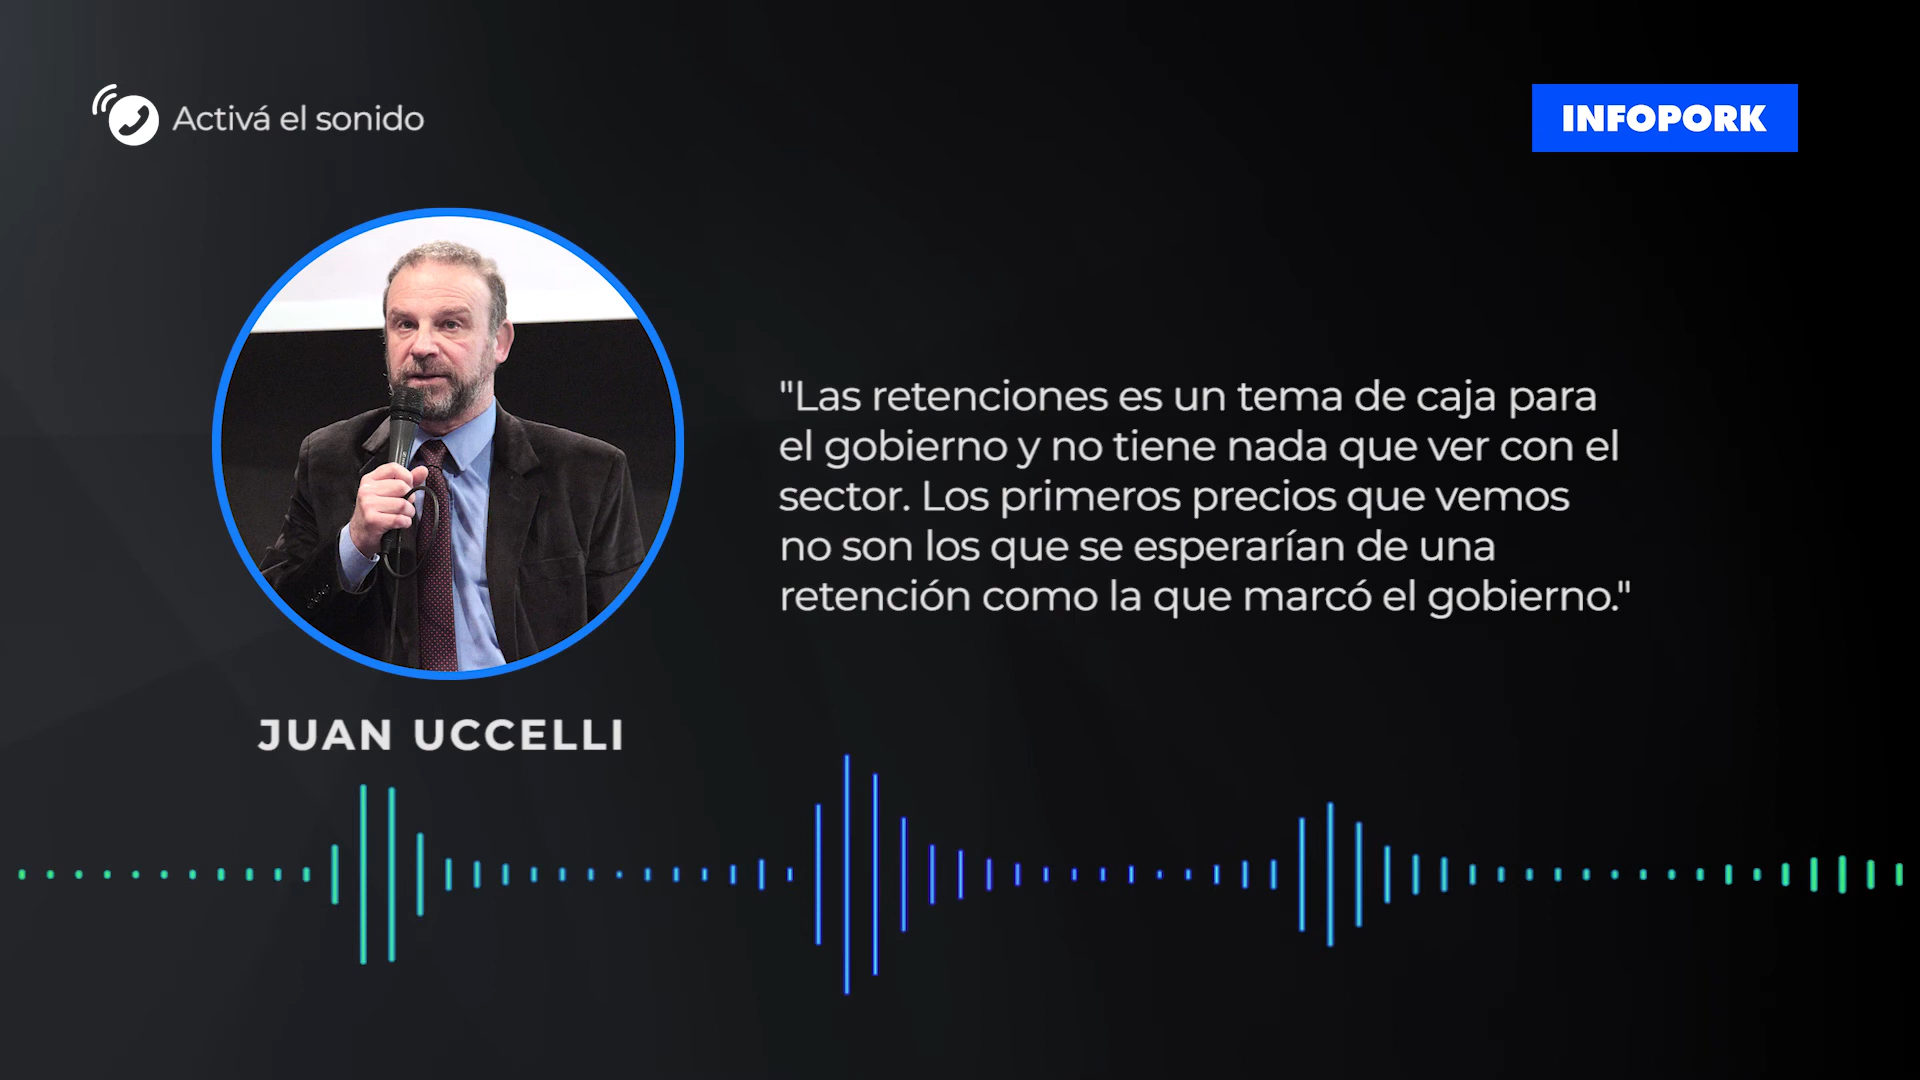 Activá el sonido
INFOPORK
"Las retenciones es un tema de caja para
el gobierno y no tiene nada que ver con el
sector. Los primeros precios que vemos
no son los que se esperarían de una
retención como la que marcó el gobierno."
JUAN UCCELLI